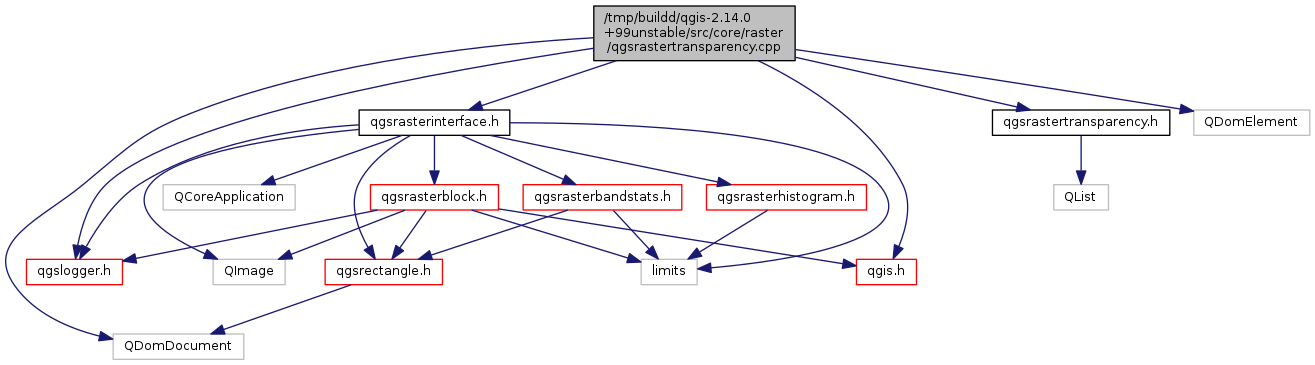 /tmp/buildd/qgis-2.14.0
+99unstable/src/core/raster
/qgsrastertransparency.cpp
qgsrasterinterface.h
qgsrastertransparency.h
QDomElement
QCoreApplication
qgsrasterblock.h
qgsrasterbandstats.h
qgsrasterhistogram.h
QList
qgslogger.h
QImage
qgsrectangle.h
limits
qgis.h
QDomDocument